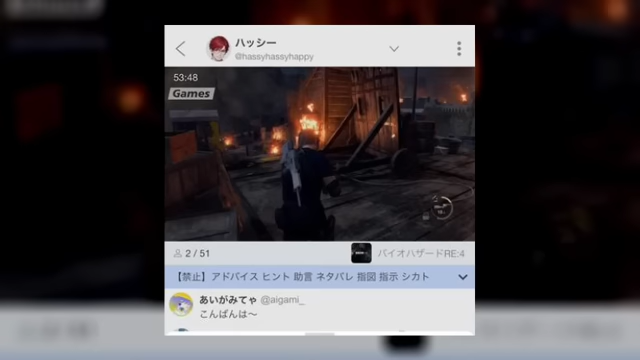 ハッシー
@hassyhassyhappy
53:48
Games
2 / 51
バイオハザードRE:4
【禁止】アドバイス ヒント 助言 ネタバレ 指図 指示 シカト
あいがみてゃ @aigami_
こんばんは〜